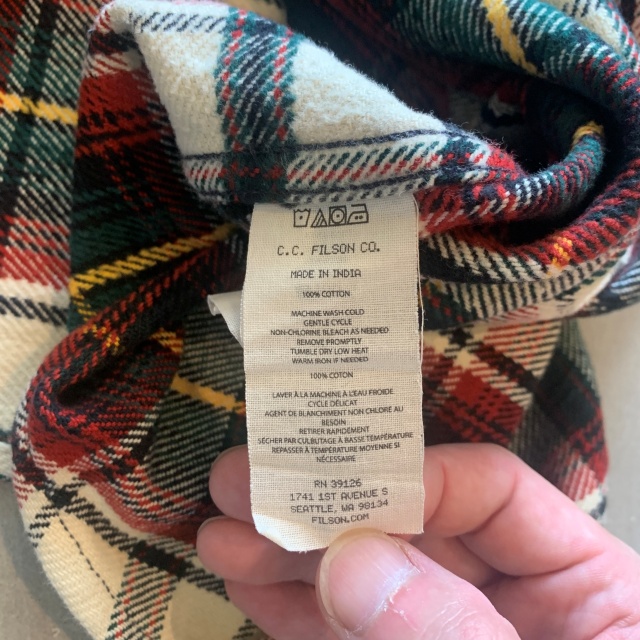 C.C. FILSON CO.
MADE IN INDIA
100% COTTON
MACHINE WASH COLD
GENTLE CYCLE
NON-CHLORINE BLEACH AS NEEDED
REMOVE PROMPTLY
TUMBLE DRY LOW HEAT
WARM IRON IF NEEDED
100% COTON
LAVER À LA MACHINE À L'EAU FROIDE
CYCLE DÉLICAT
AGENT DE BLANCHIMENT NON CHLORE AU
BESOIN
RETIRER RAPIDEMENT
SÉCHER PAR CULBUTAGE À BASSE TEMPÉRATURE
REPASSER À TEMPÉRATURE MOYENNE SI
NÉCESSAIRE
RN 39126
1741 1ST AVENUE S
SEATTLE, WA 90134
FILSON.COM